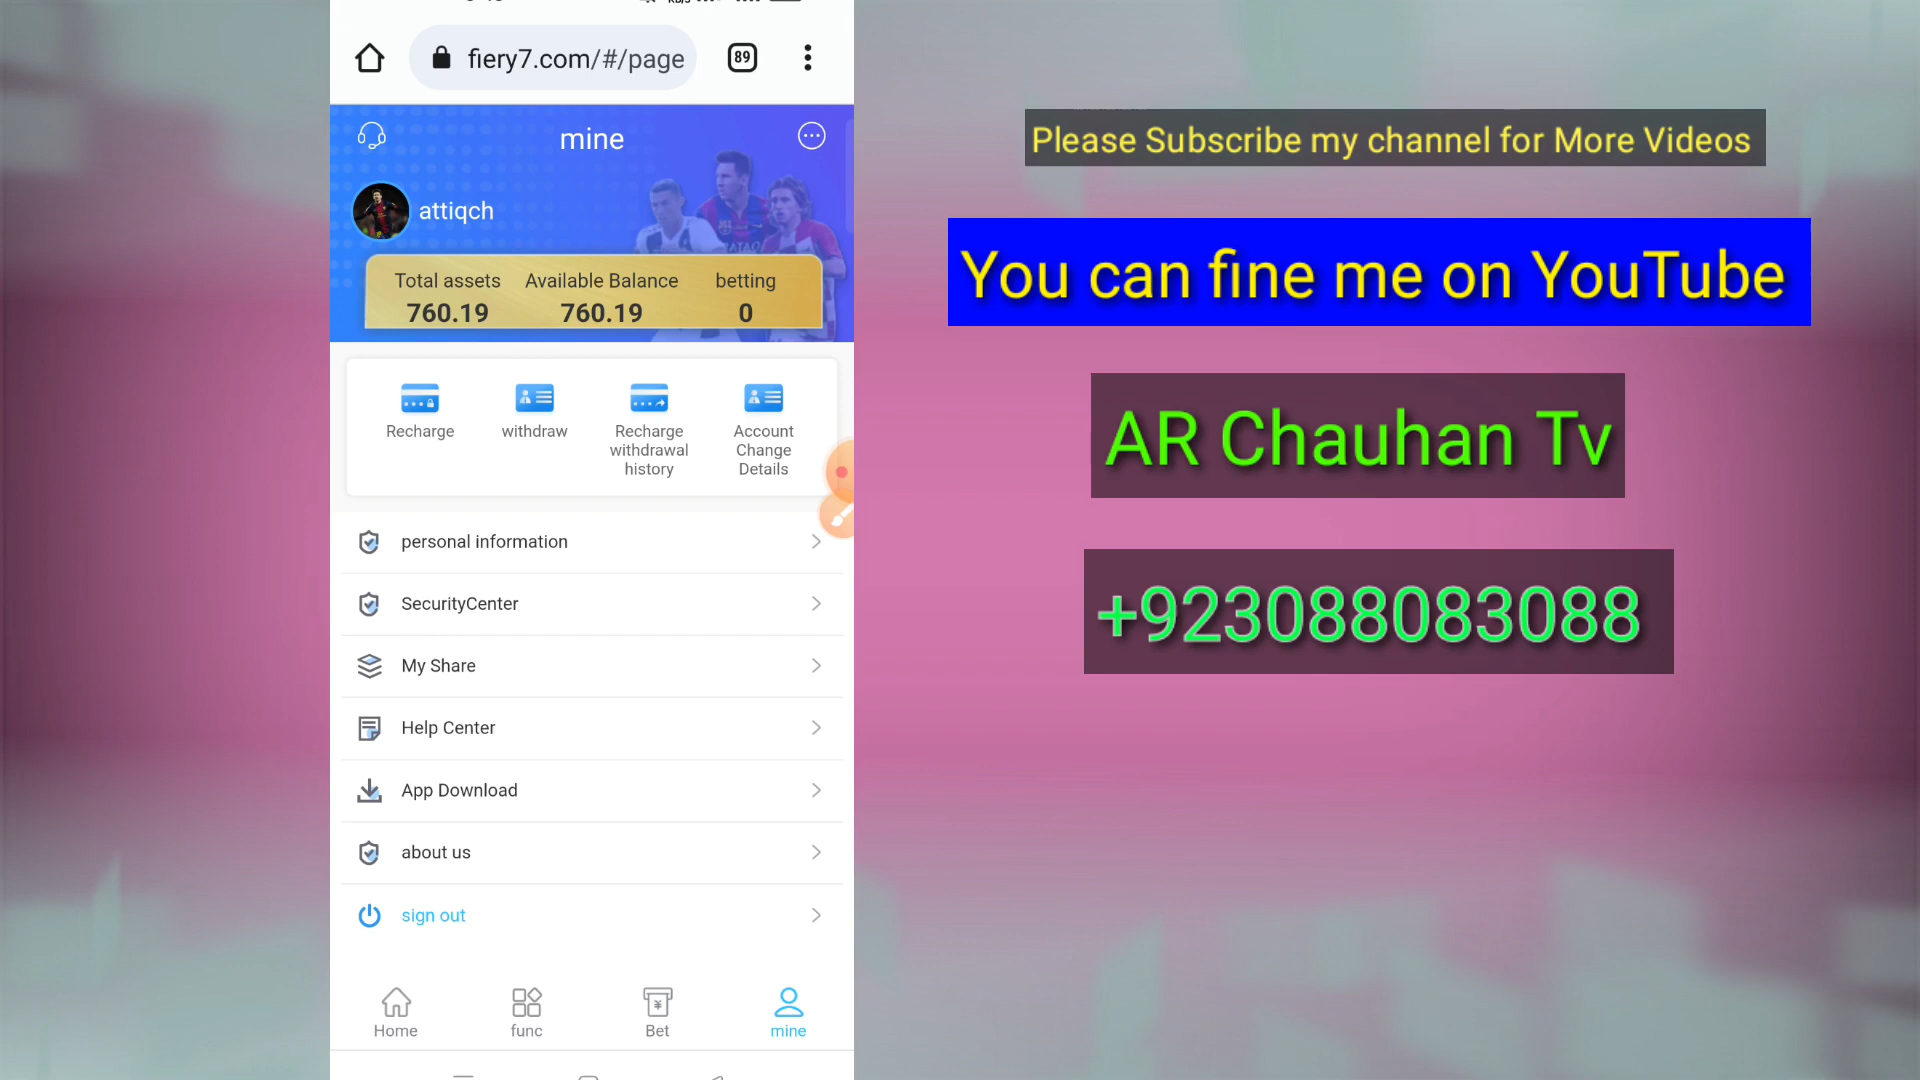 fiery7.com/#/page
89
mine
attiqch
Total assets Available Balance betting
760.19 760.19 0
Recharge
withdraw
Recharge
withdrawal
history
Account
Change
Details
personal information
SecurityCenter
My Share
Help Center
App Download
about us
sign out
Home func Bet mine
Please Subscribe my channel for More Videos
You can fine me on YouTube
AR Chauhan Tv
+923088083088